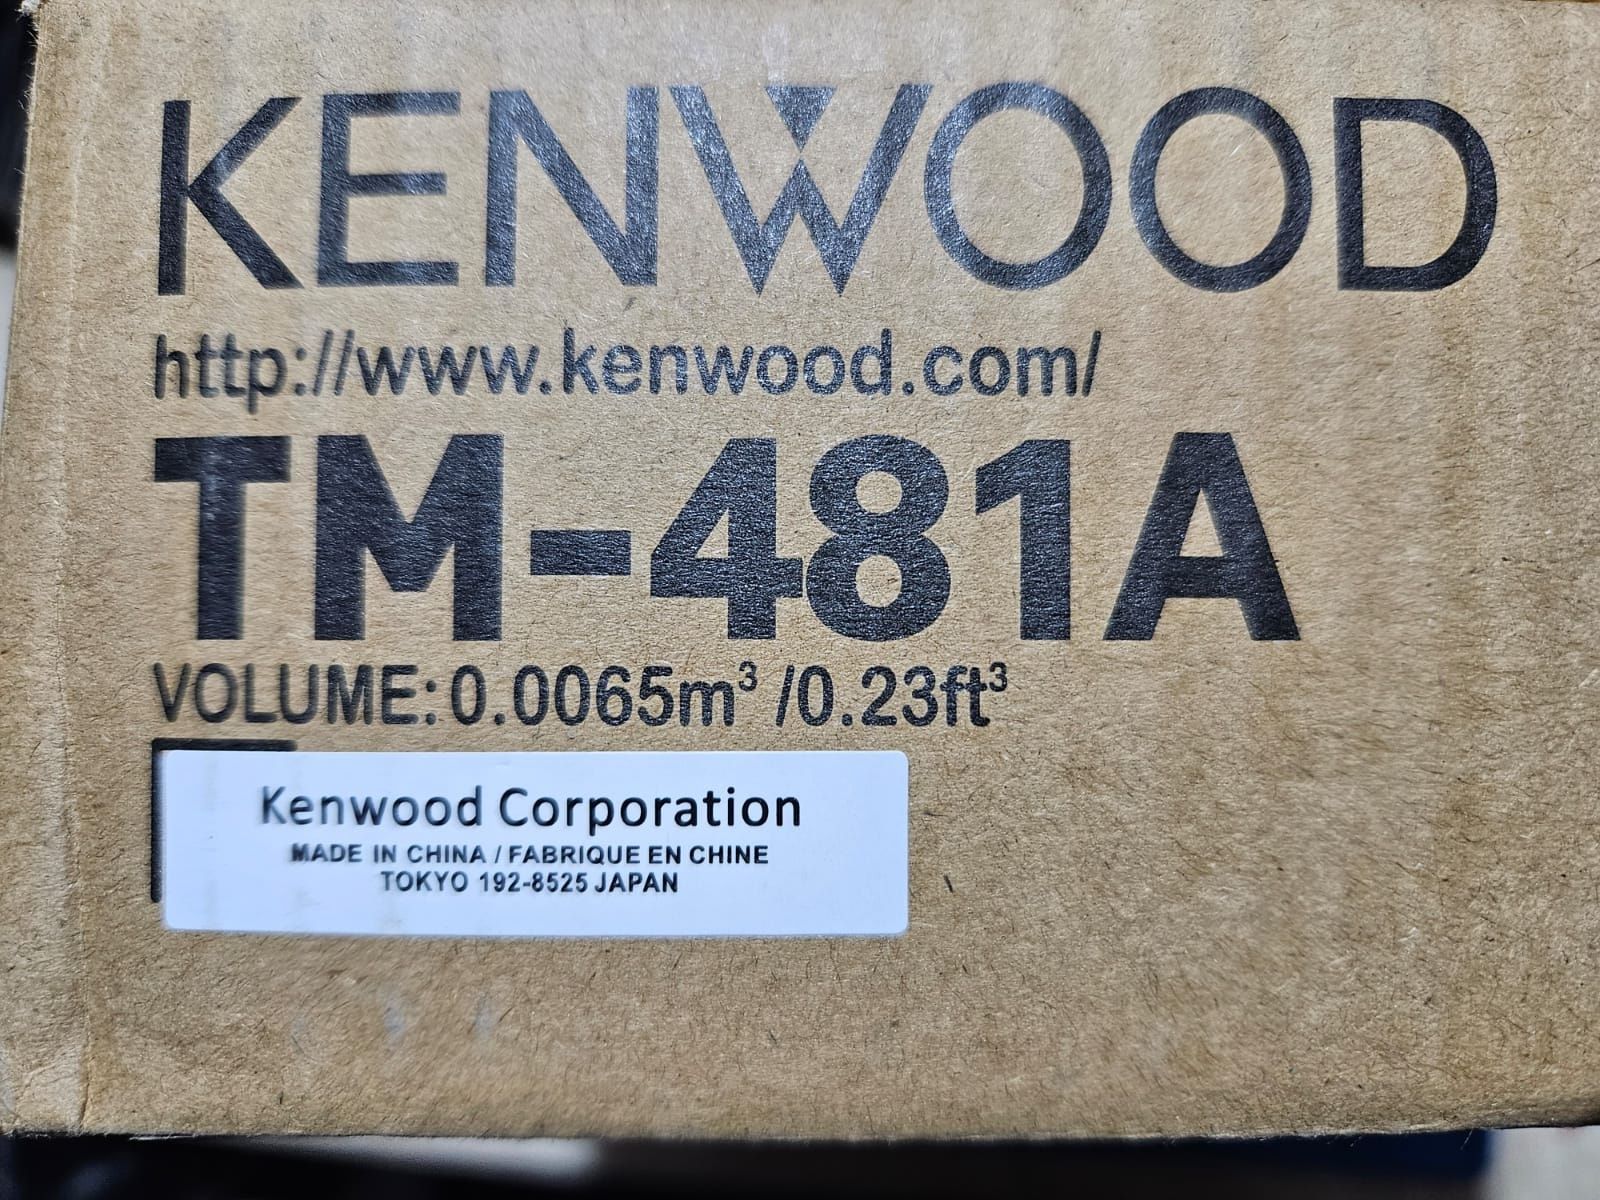 KENWOOD
http://www.kenwood.com/
TM-481A
VOLUME: 0.0065m³ /0.23ft³
Kenwood Corporation
MADE IN CHINA / FABRIQUE EN CHINE
TOKYO 192-8525 JAPAN